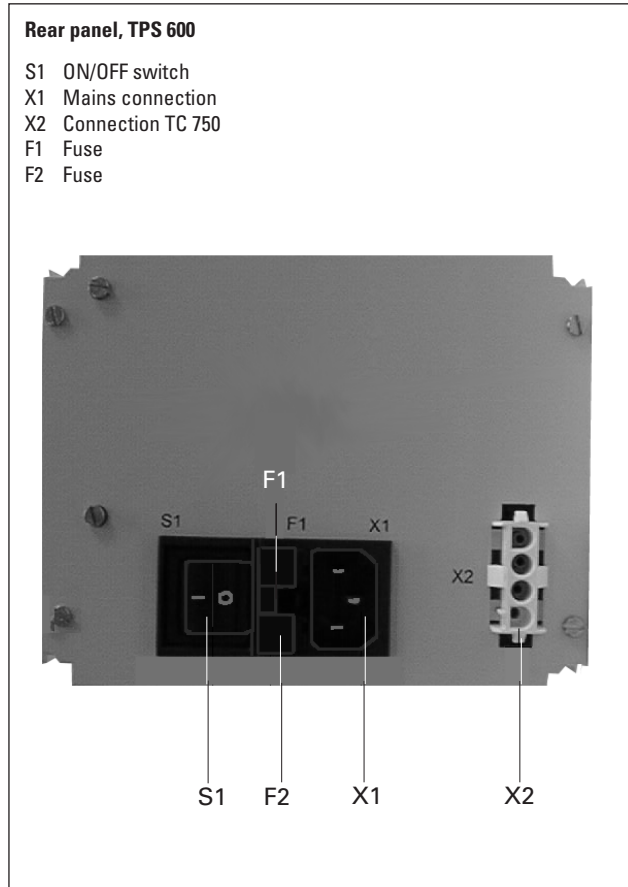 Rear panel, TPS 600
S1 ON/OFF switch
X1 Mains connection
X2 Connection TC 750
F1 Fuse
F2 Fuse
F1
S1 F1 X1
X2
S1 F2 X1 X2